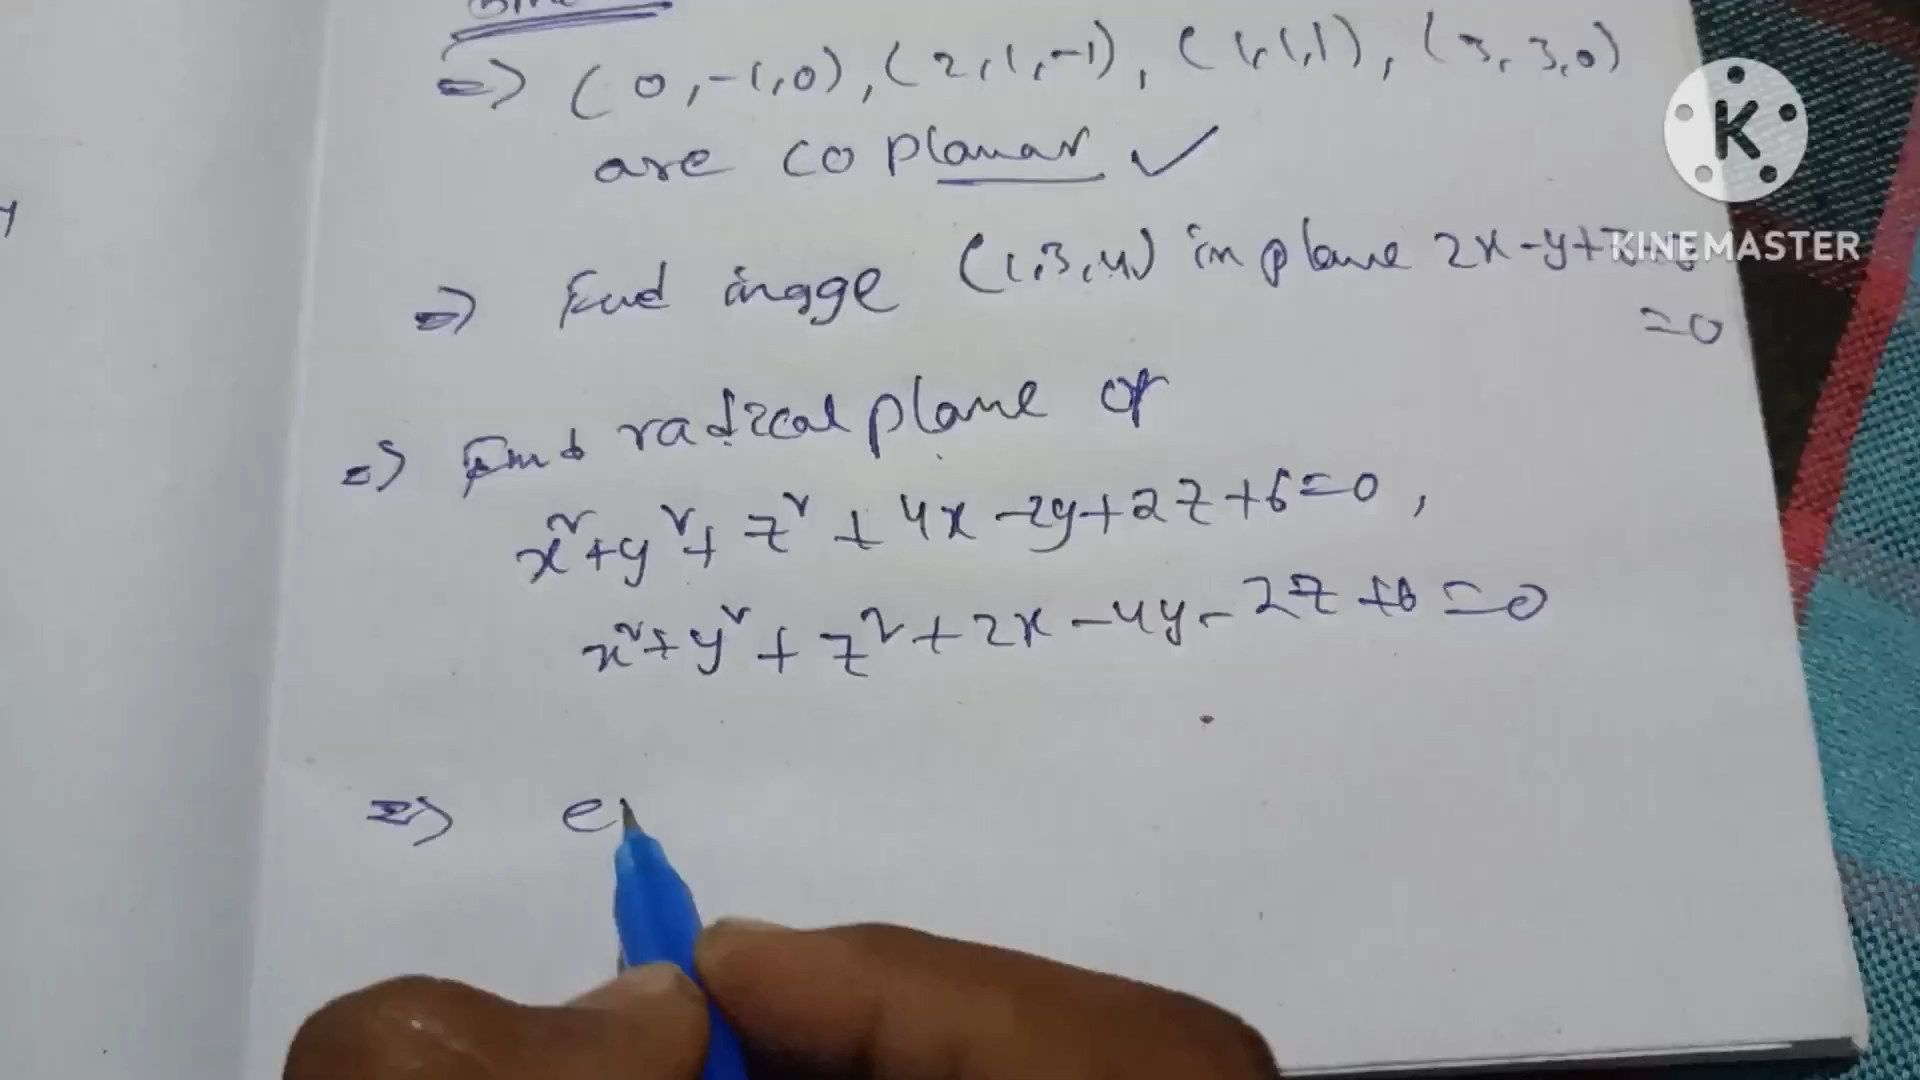 => (0,-1,0), (2,1,-1), (1,1,1), (3,3,0)
are coplanar ✓
K
=> Find image (1,3,4) in plane 2x-y+z
KINEMASTER
=0
=> Find radical plane of
x²+y²+z²+4x-2y+2z+6=0,
x²+y²+z²+2x-4y-2z+6=0
=> e